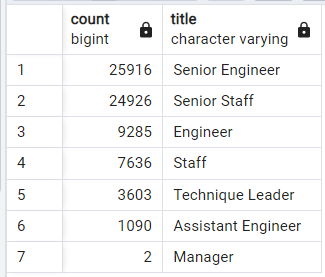 count title
bigint character varying
1 25916 Senior Engineer
2 24926 Senior Staff
3 9285 Engineer
4 7636 Staff
5 3603 Technique Leader
6 1090 Assistant Engineer
7 2 Manager